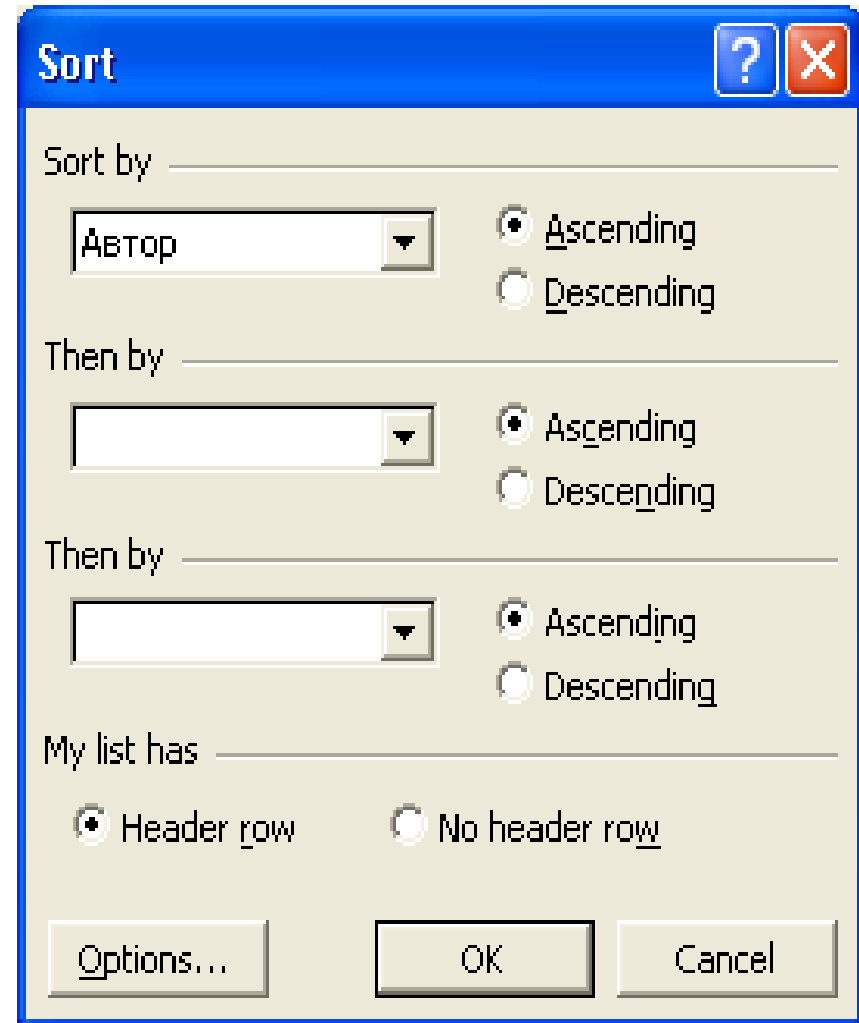 Sort
Sort by
Автор
Ascending
Descending
Then by
Ascending
Descending
Then by
Ascending
Descending
My list has
Header row No header row
Options... OK Cancel